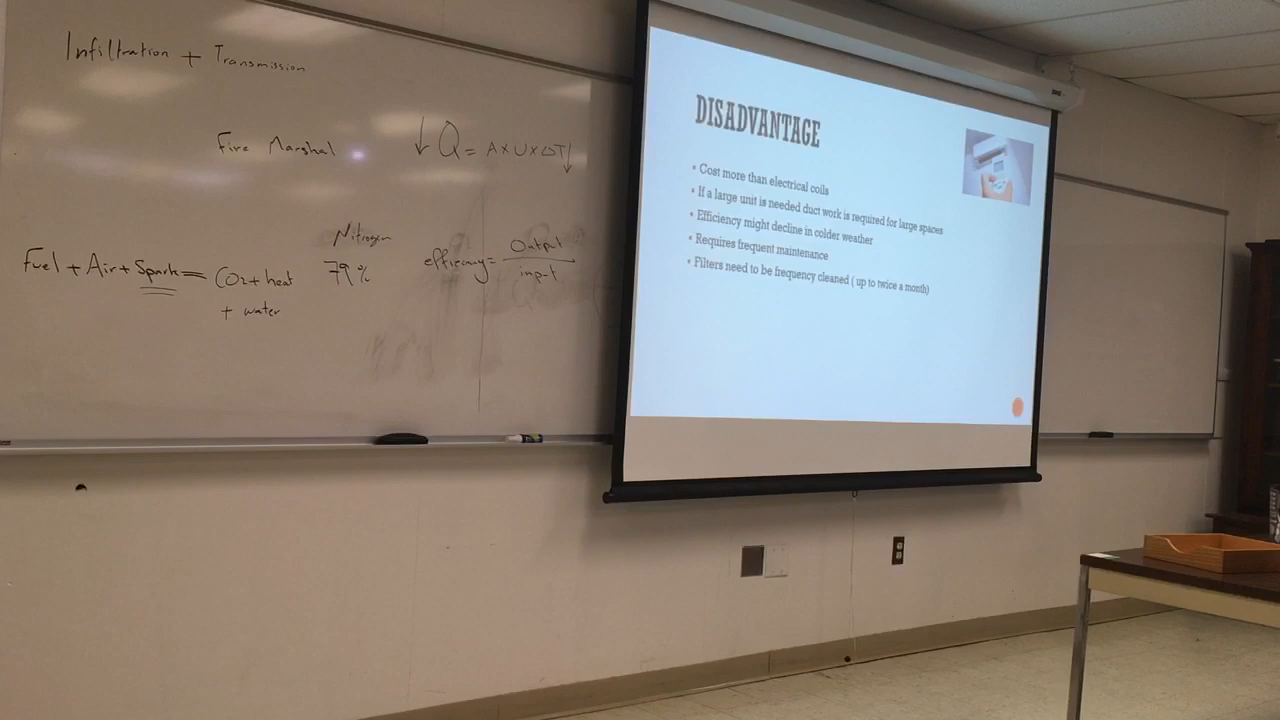 Infiltration + Transmission
Fire Marshal
↓ Q = A x U x ΔT↓
Nitrogen
79%
Fuel + Air + Spark = CO2 + heat
+ water
efficiency = Output
input
DISADVANTAGE
• Cost more than electrical coils
• If a large unit is needed duct work is required for large spaces
• Efficiency might decline in colder weather
• Requires frequent maintenance
• Filters need to be frequency cleaned ( up to twice a month)